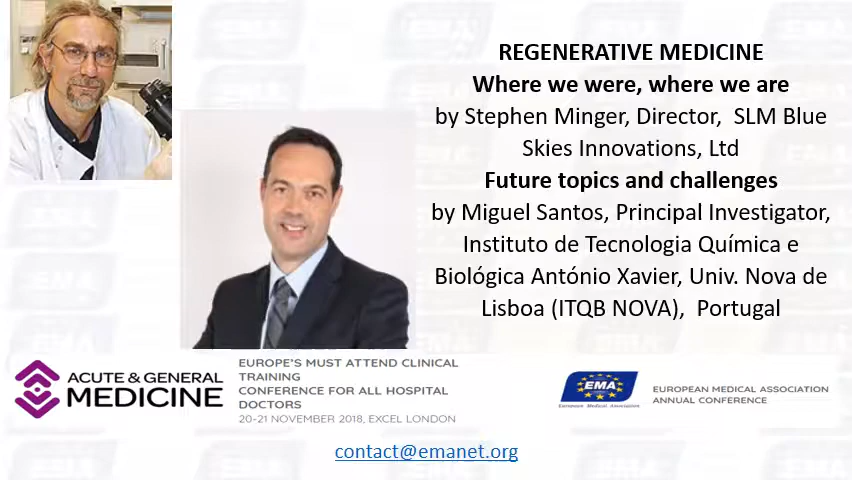 REGENERATIVE MEDICINE
Where we were, where we are
by Stephen Minger, Director,  SLM Blue
Skies Innovations, Ltd
Future topics and challenges
by Miguel Santos, Principal Investigator,
Instituto de Tecnologia Química e
Biológica António Xavier, Univ. Nova de
Lisboa (ITQB NOVA),  Portugal
ACUTE & GENERAL
MEDICINE
EUROPE'S MUST ATTEND CLINICAL
TRAINING
CONFERENCE FOR ALL HOSPITAL
DOCTORS
20-21 NOVEMBER 2018, EXCEL LONDON
EMA
European Medical Association
EUROPEAN MEDICAL ASSOCIATION
ANNUAL CONFERENCE
contact@emanet.org